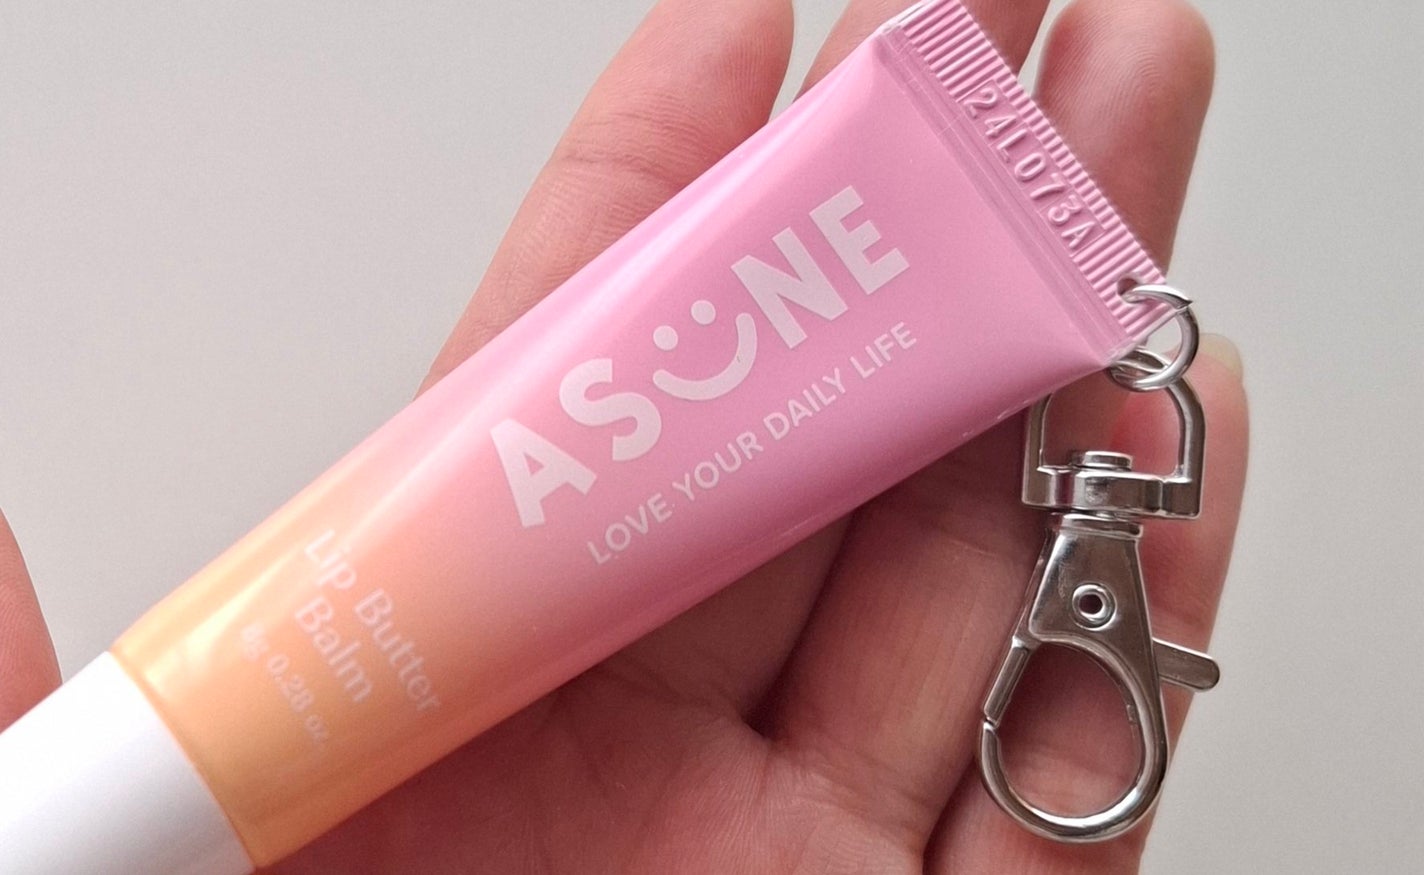 24L073A
ASUNE
LOVE YOUR DAILY LIFE
Lip Butter
Balm
8g 0.28 oz